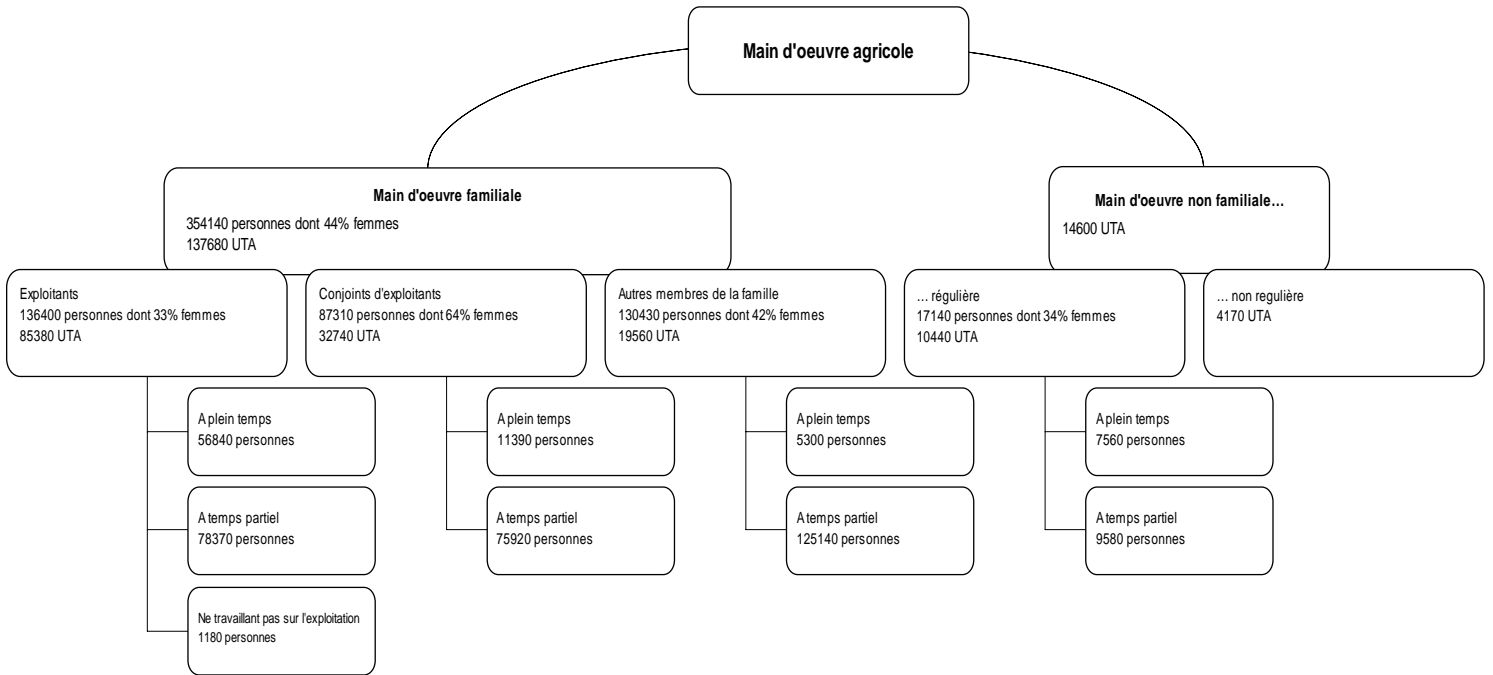 Main d'oeuvre agricole
Main d'oeuvre familiale
354140 personnes dont 44% femmes
137680 UTA
Main d'oeuvre non familiale...
14600 UTA
Exploitants
136400 personnes dont 33% femmes
85380 UTA
Conjoints d'exploitants
87310 personnes dont 64% femmes
32740 UTA
Autres membres de la famille
130430 personnes dont 42% femmes
19560 UTA
... régulière
17140 personnes dont 34% femmes
10440 UTA
... non regulière
4170 UTA
A plein temps
56840 personnes
A plein temps
11390 personnes
A plein temps
5300 personnes
A plein temps
7560 personnes
A temps partiel
78370 personnes
A temps partiel
75920 personnes
A temps partiel
125140 personnes
A temps partiel
9580 personnes
Ne travaillant pas sur l'exploitation
1180 personnes